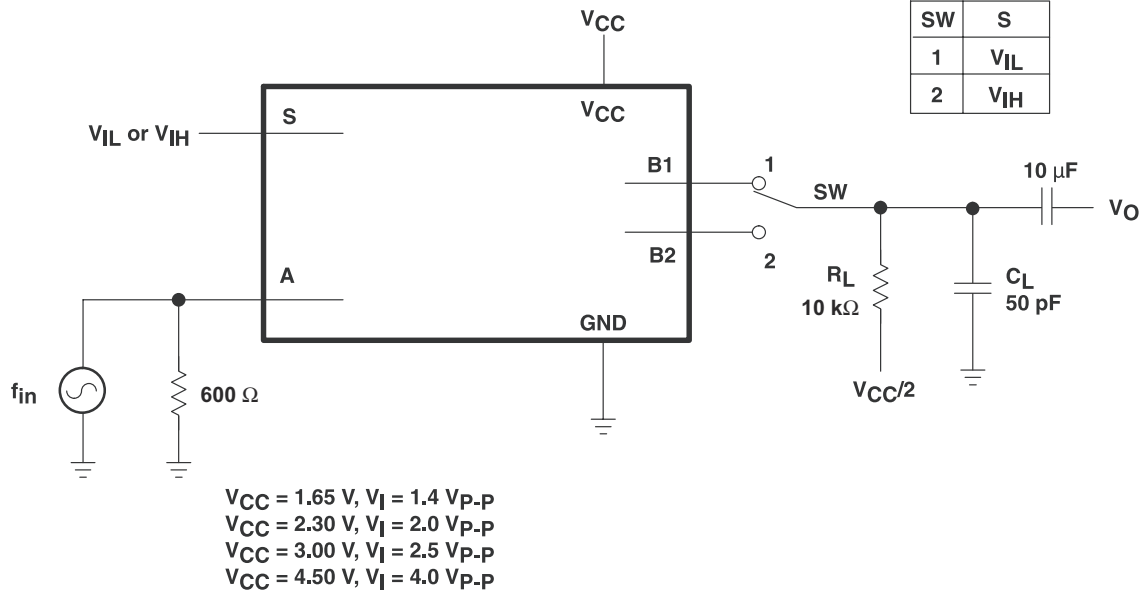 VCC
SW S
1 VIL
2 VIH
S
VCC
VIL or VIH
B1
1
SW
10 µF
VO
B2
2
A
RL
10 kΩ
CL
50 pF
GND
fin
600 Ω
VCC/2
VCC = 1.65 V, VI = 1.4 VP-P
VCC = 2.30 V, VI = 2.0 VP-P
VCC = 3.00 V, VI = 2.5 VP-P
VCC = 4.50 V, VI = 4.0 VP-P